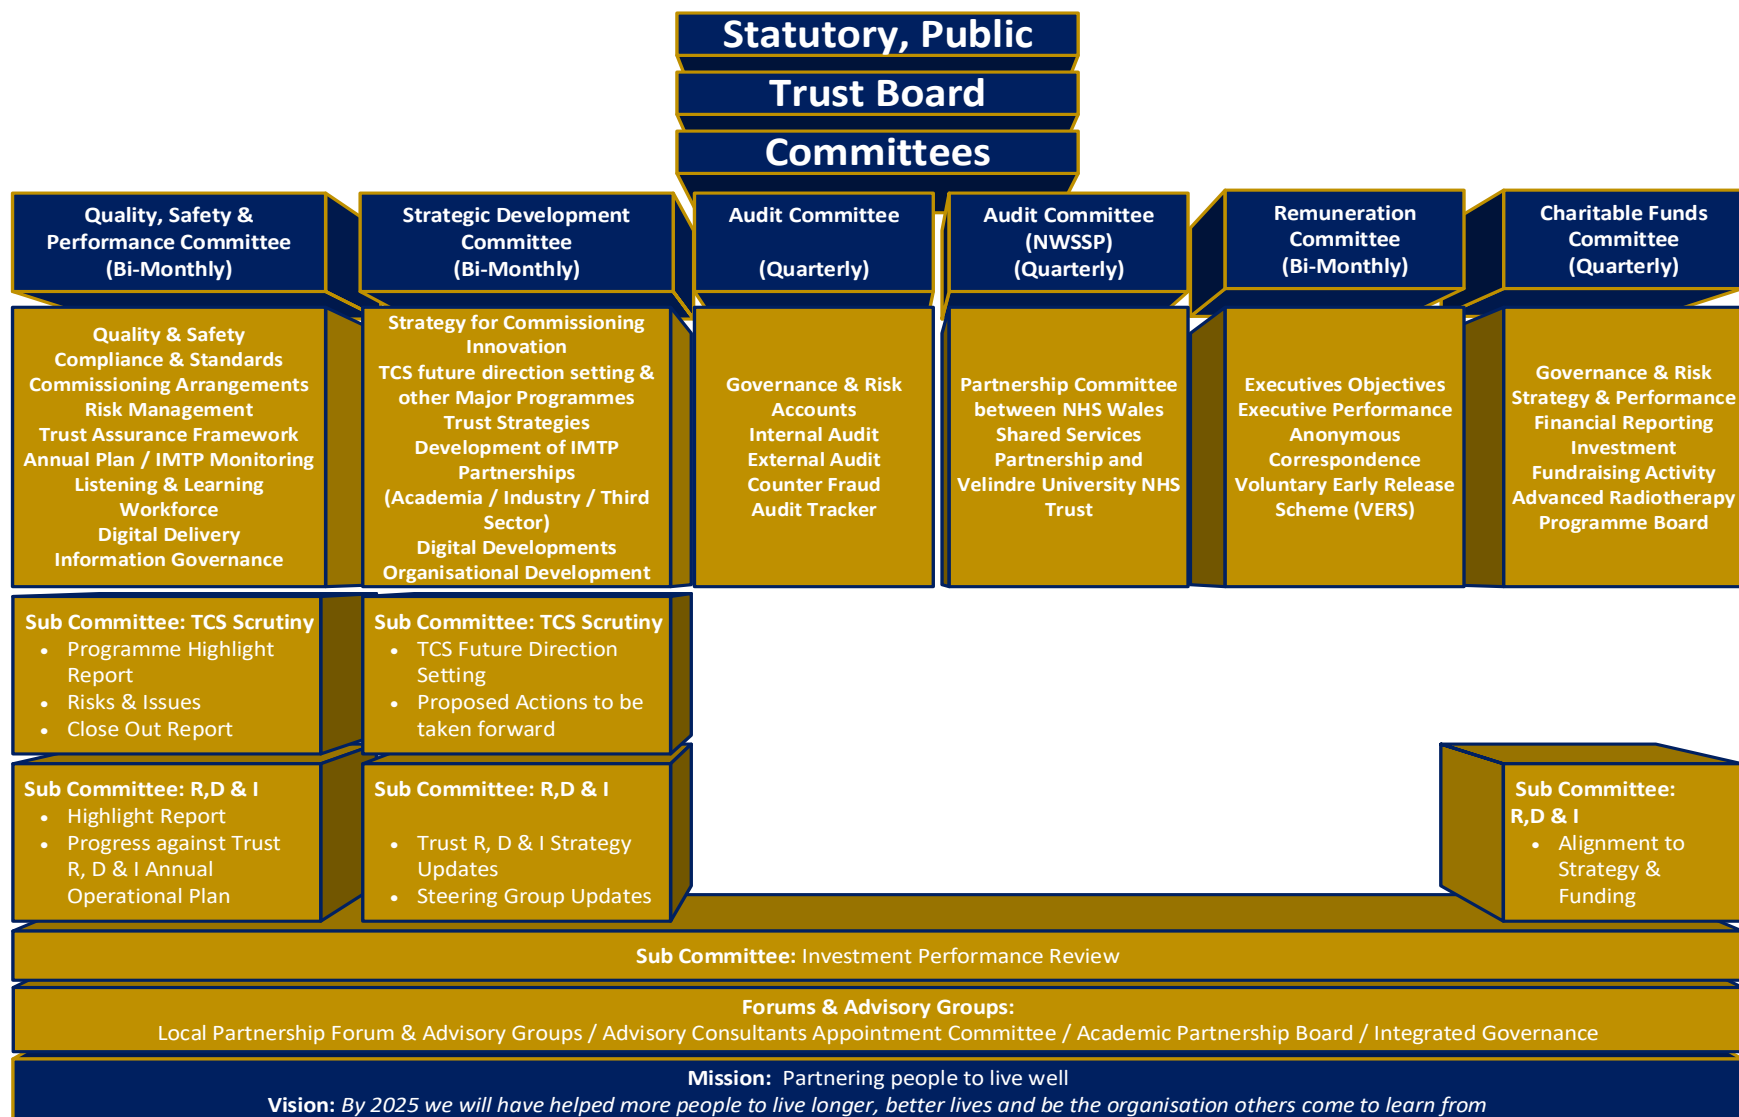 Statutory, Public
Trust Board
Committees
Quality, Safety &
Performance Committee
(Bi-Monthly)
Strategic Development
Committee
(Bi-Monthly)
Audit Committee
(Quarterly)
Audit Committee
(NWSSP)
(Quarterly)
Remuneration
Committee
(Bi-Monthly)
Charitable Funds
Committee
(Quarterly)
Quality & Safety
Compliance & Standards
Commissioning Arrangements
Risk Management
Trust Assurance Framework
Annual Plan / IMTP Monitoring
Listening & Learning
Workforce
Digital Delivery
Information Governance
Strategy for Commissioning
Innovation
TCS future direction setting &
other Major Programmes
Trust Strategies
Development of IMTP
Partnerships
(Academia / Industry / Third
Sector)
Digital Developments
Organisational Development
Governance & Risk
Accounts
Internal Audit
External Audit
Counter Fraud
Audit Tracker
Partnership Committee
between NHS Wales
Shared Services
Partnership and
Velindre University NHS
Trust
Executives Objectives
Executive Performance
Anonymous
Correspondence
Voluntary Early Release
Scheme (VERS)
Governance & Risk
Strategy & Performance
Financial Reporting
Investment
Fundraising Activity
Advanced Radiotherapy
Programme Board
Sub Committee: TCS Scrutiny
• Programme Highlight
Report
• Risks & Issues
• Close Out Report
Sub Committee: TCS Scrutiny
• TCS Future Direction
Setting
• Proposed Actions to be
taken forward
Sub Committee: R,D & I
• Highlight Report
• Progress against Trust
R, D & I Annual
Operational Plan
Sub Committee: R,D & I
• Trust R, D & I Strategy
Updates
• Steering Group Updates
Sub Committee:
R,D & I
• Alignment to
Strategy &
Funding
Sub Committee: Investment Performance Review
Forums & Advisory Groups:
Local Partnership Forum & Advisory Groups / Advisory Consultants Appointment Committee / Academic Partnership Board / Integrated Governance
Mission: Partnering people to live well
Vision: By 2025 we will have helped more people to live longer, better lives and be the organisation others come to learn from